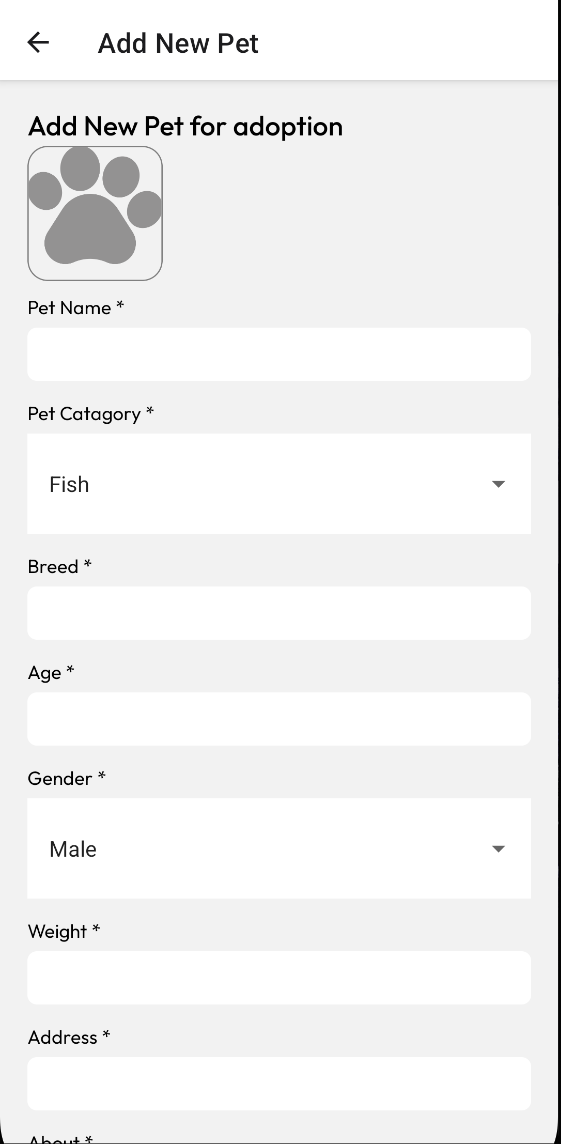 Add New Pet
Add New Pet for adoption
Pet Name *
Pet Catagory *
Fish
Breed *
Age *
Gender *
Male
Weight *
Address *
About *